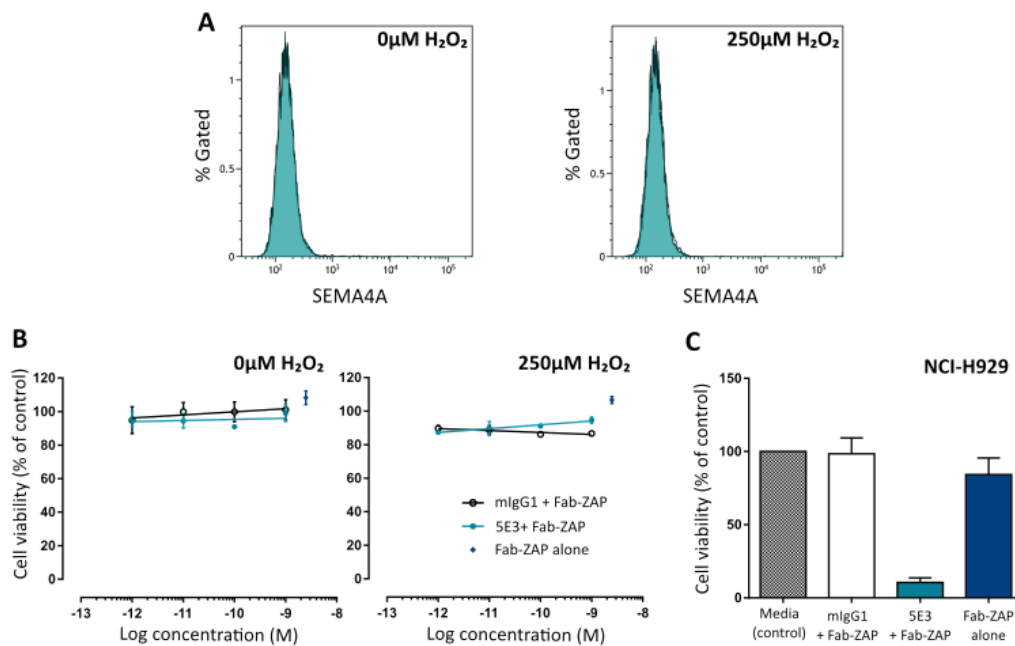 A
0μM H₂O₂
% Gated
1
0.5
0
10² 10³ 10⁴ 10⁵
SEMA4A
250μM H₂O₂
% Gated
1
0.5
0
10² 10³ 10⁴ 10⁵
SEMA4A
B
0μM H₂O₂
Cell viability (% of control)
120
100
80
60
40
20
0
-13 -12 -11 -10 -9 -8
Log concentration (M)
250μM H₂O₂
120
100
80
60
40
20
0
mIgG1 + Fab-ZAP
5E3+ Fab-ZAP
Fab-ZAP alone
-13 -12 -11 -10 -9 -8
Log concentration (M)
C
NCI-H929
Cell viability (% of control)
150
100
50
0
Media
(control)
mIgG1
+ Fab-ZAP
5E3
+ Fab-ZAP
Fab-ZAP
alone